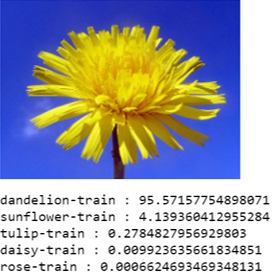 dandelion-train : 95.57157754898071
sunflower-train : 4.139360412955284
tulip-train : 0.2784827956929803
daisy-train : 0.009923635661834851
rose-train : 0.0006624693469348131